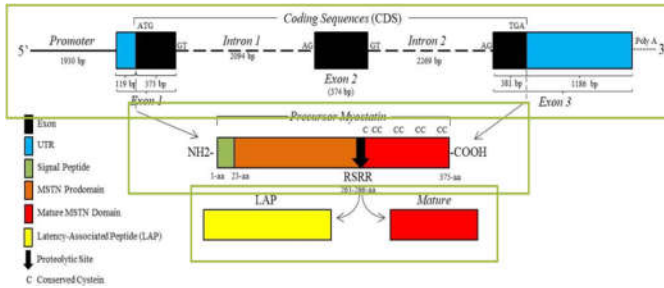 Coding Sequences (CDS)
ATG
TGA
5`
Promoter
1930 bp
GT
Intron 1
2094 bp
AG
GT
Intron 2
2269 bp
AG
Poly A
3`
119 bp
373 bp
Exon 1
Exon 2
(374 bp)
381 bp
1186 bp
Exon 3
Precursor Myostatin
C CC CC CC CC
NH2-
-COOH
1-aa
23-aa
RSRR
375-aa
LAP
Mature
Exon
UTR
Signal Peptide
MSTN Prodomain
Mature MSTN Domain
Latency-Associated Peptide (LAP)
Proteolytic Site
C Conserved Cystein